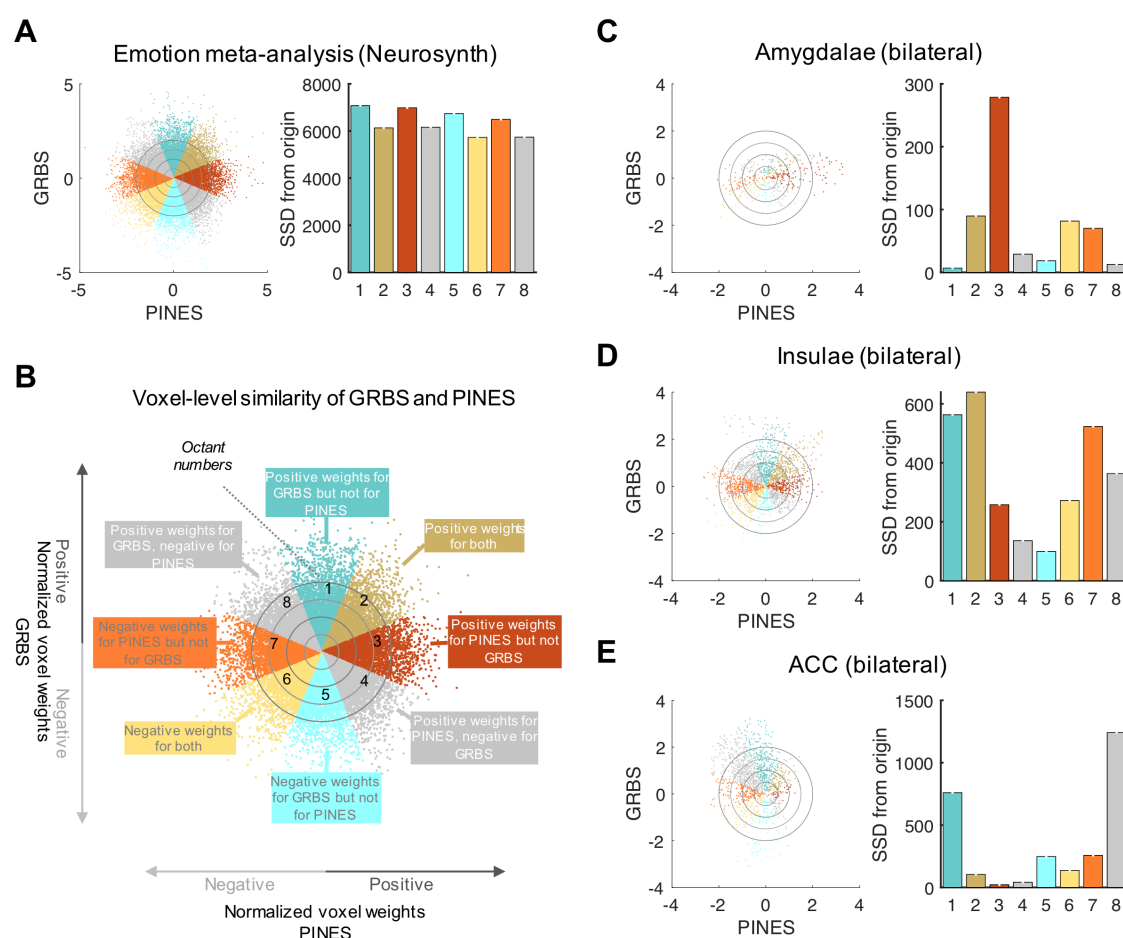 A
Emotion meta-analysis (Neurosynth)
5
0
-5
GRBS
-5 0 5
PINES
8000
6000
4000
2000
0
SSD from origin
1 2 3 4 5 6 7 8
B
Voxel-level similarity of GRBS and PINES
Octant
numbers
Positive weights for
GRBS but not for
PINES
Positive weights for
GRBS, negative for
PINES
Positive weights
for both
Negative weights
for PINES but not
for GRBS
Positive weights
for PINES but not
GRBS
Negative weights
for both
Positive weights for
PINES, negative for
GRBS
Negative weights
for GRBS but not
for PINES
1
2
3
4
5
6
7
8
Positive
Negative
Normalized voxel weights
GRBS
Negative Positive
Normalized voxel weights
PINES
C
Amygdalae (bilateral)
4
2
0
-2
-4
GRBS
-4 -2 0 2 4
PINES
300
200
100
0
SSD from origin
1 2 3 4 5 6 7 8
D
Insulae (bilateral)
4
2
0
-2
-4
GRBS
-4 -2 0 2 4
PINES
600
400
200
0
SSD from origin
1 2 3 4 5 6 7 8
E
ACC (bilateral)
4
2
0
-2
-4
GRBS
-4 -2 0 2 4
PINES
1500
1000
500
0
SSD from origin
1 2 3 4 5 6 7 8